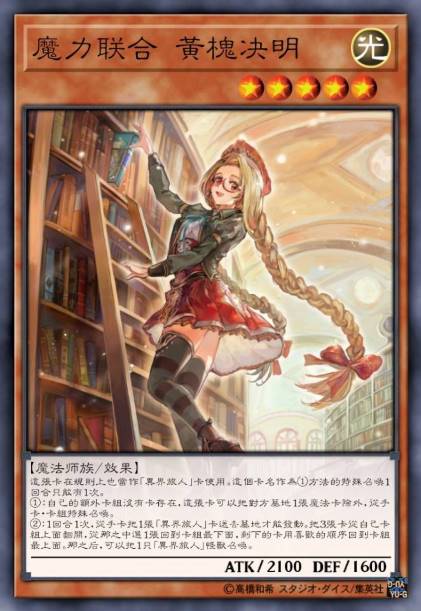 魔力联合 黃槐决明
光
【魔法师族/效果】
這張卡在規則上也當作「異界旅人」卡使用。這個卡名作為①方法的特殊召喚1
回合只能有1次。
①:自己的額外卡組沒有卡存在,這張卡可以把對方墓地1張魔法卡除外,從手
卡·卡組特殊召喚。
②:1回合1次,從手卡把1張「異界旅人」卡送去墓地才能發動。把3張卡從自己卡
組上面翻開,從那之中選1張回到卡組最下面,剩下的卡用喜歡的順序回到卡組
最上面。那之后,可以把1只「異界旅人」怪獸召喚。
ATK/2100 DEF/1600
©高橋和希 スタジオ・ダイス/集英社